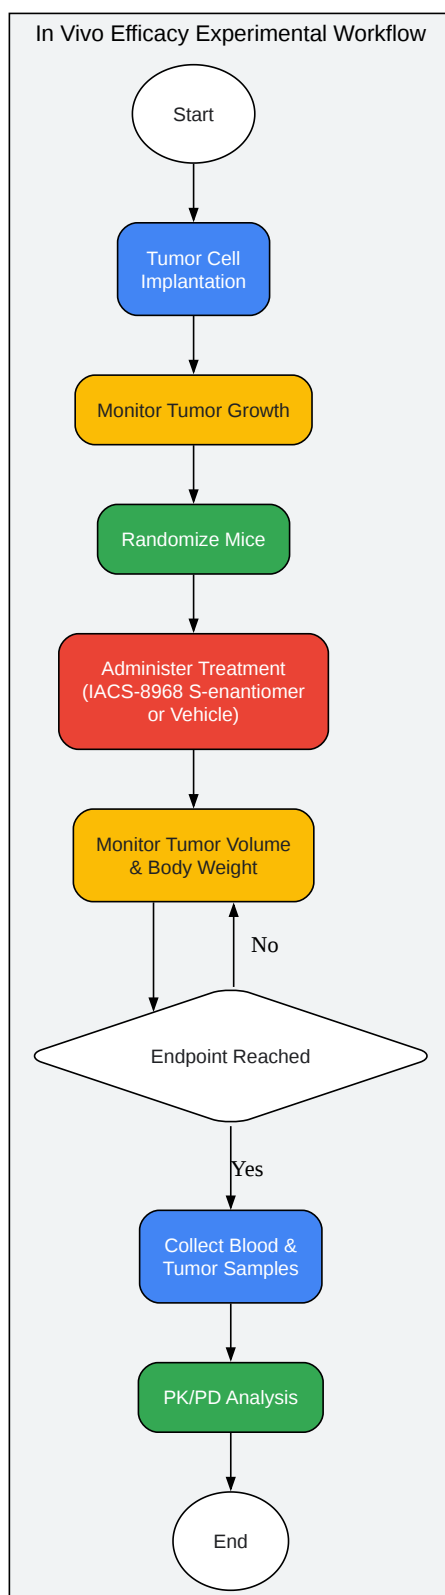 In Vivo Efficacy Experimental Workflow
Start
Tumor Cell
Implantation
Monitor Tumor Growth
Randomize Mice
Administer Treatment
(IACS-8968 S-enantiomer
or Vehicle)
Monitor Tumor Volume
& Body Weight
No
Endpoint Reached
Yes
Collect Blood &
Tumor Samples
PK/PD Analysis
End